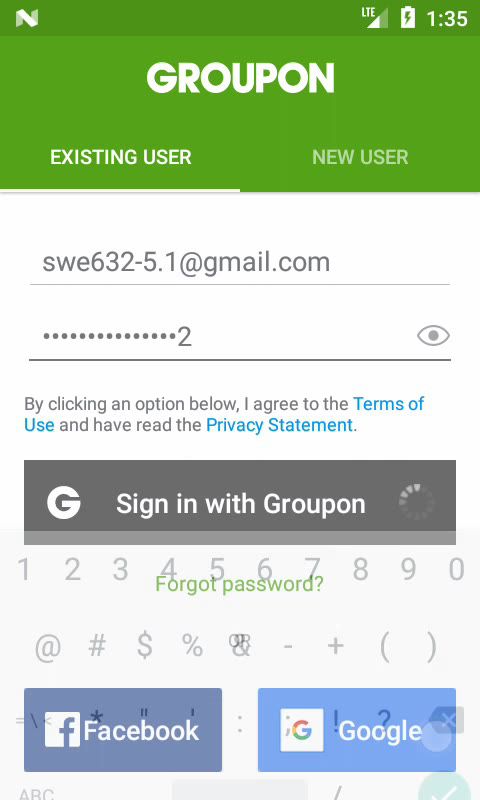 LTE 1:35
GROUPON
EXISTING USER NEW USER
swe632-5.1@gmail.com
•••••••••••••••2
By clicking an option below, I agree to the Terms of
Use and have read the Privacy Statement.
G Sign in with Groupon
1 2 3 4 5 6 7 8 9 0
Forgot password?
@ # $ % & - + ( )
OR
= \ < * " ' : ; ! ?
f Facebook G Google
ABC /